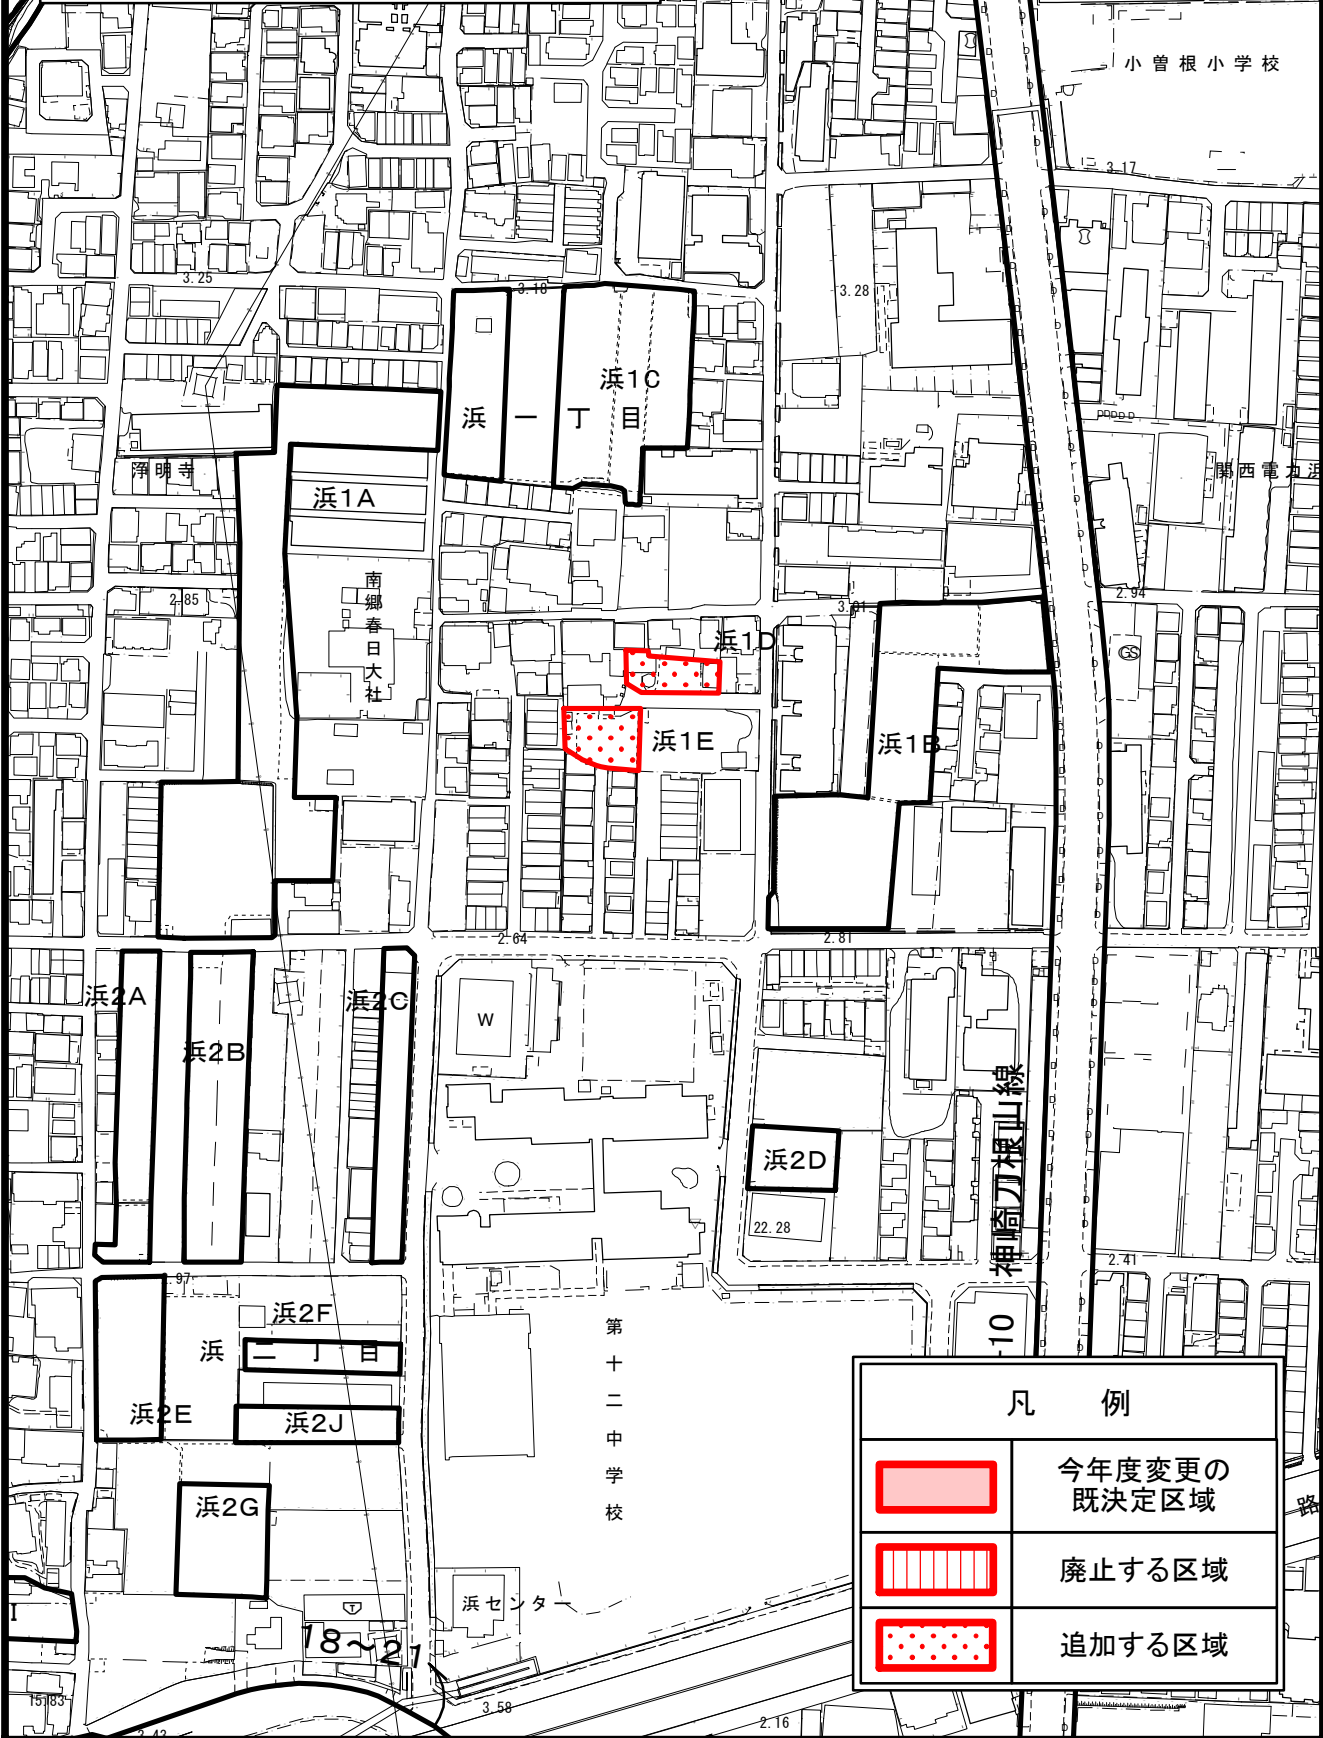 小曽根小学校
3.17
3.25
3.18
3.28
浜1C
浜一丁目
浄明寺
関西電力浜
浜1A
南郷春日大社
2.85
2.94
3.01
浜1D
GS
浜1E
浜1B
2.64
2.81
浜2A
浜2C
W
浜2B
神崎刀根山線
浜2D
22.28
2.41
.97
浜2F
第十二中学校
10
浜二丁目
凡例
浜2E
浜2J
今年度変更の
既決定区域
浜2G
路
廃止する区域
浜センター
I
18~21
追加する区域
15.83
3.58
2.16
3.43